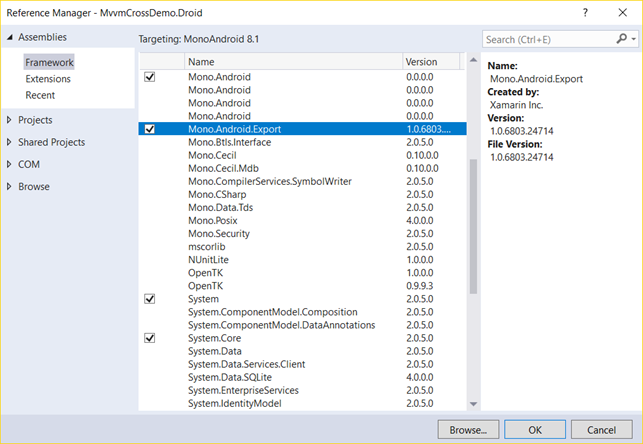 Reference Manager - MvvmCrossDemo.Droid ? ×
Assemblies
Framework
Extensions
Recent
Projects
Shared Projects
COM
Browse
Targeting: MonoAndroid 8.1
Search (Ctrl+E)
Name Version
Mono.Android 0.0.0.0
Mono.Android 0.0.0.0
Mono.Android 0.0.0.0
Mono.Android 0.0.0.0
Mono.Android.Export 1.0.6803....
Mono.Btls.Interface 2.0.5.0
Mono.Cecil 0.10.0.0
Mono.Cecil.Mdb 0.10.0.0
Mono.CompilerServices.SymbolWriter 2.0.5.0
Mono.CSharp 2.0.5.0
Mono.Data.Tds 2.0.5.0
Mono.Posix 4.0.0.0
Mono.Security 2.0.5.0
mscorlib 2.0.5.0
NUnitLite 1.0.0.0
OpenTK 1.0.0.0
OpenTK 0.9.9.3
System 2.0.5.0
System.ComponentModel.Composition 2.0.5.0
System.ComponentModel.DataAnnotations 2.0.5.0
System.Core 2.0.5.0
System.Data 2.0.5.0
System.Data.Services.Client 2.0.5.0
System.Data.SQLite 4.0.0.0
System.EnterpriseServices 2.0.5.0
System.IdentityModel 2.0.5.0
Name:
Mono.Android.Export
Created by:
Xamarin Inc.
Version:
1.0.6803.24714
File Version:
1.0.6803.24714
Browse... OK Cancel